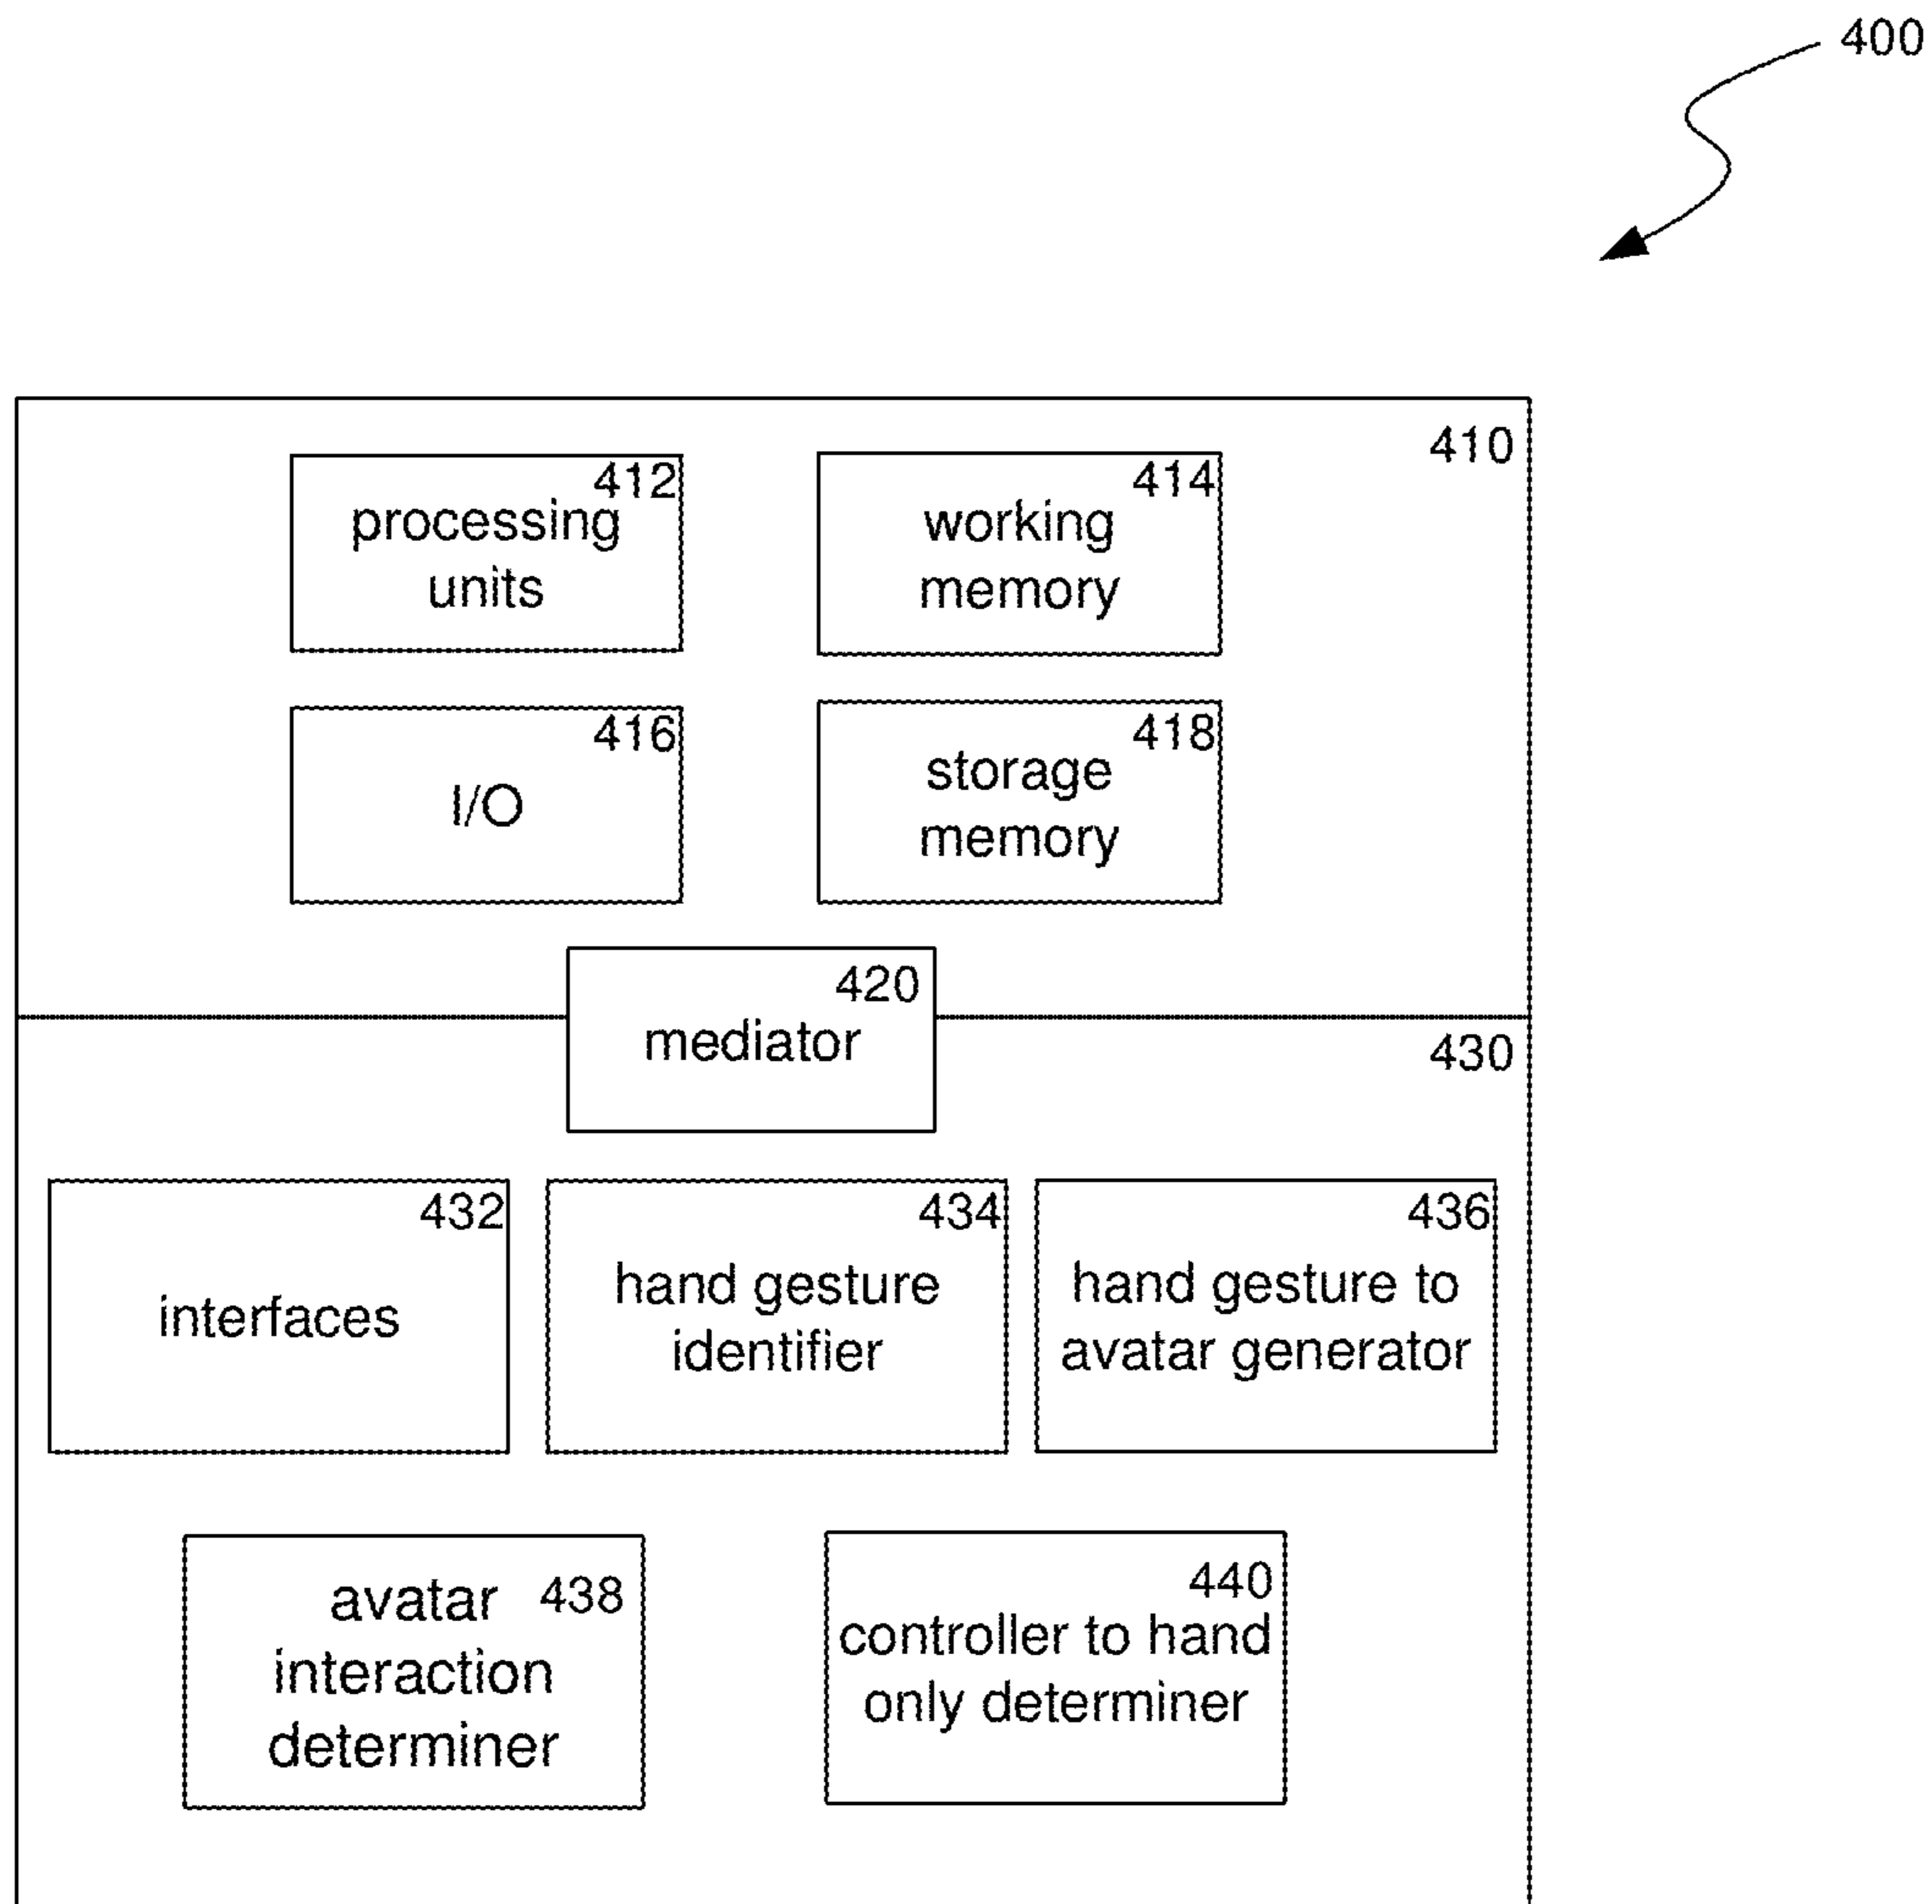 400
410
412
processing
units
414
working
memory
416
I/O
418
storage
memory
420
mediator
430
432
interfaces
434
hand gesture
identifier
436
hand gesture to
avatar generator
avatar 438
interaction
determiner
440
controller to hand
only determiner